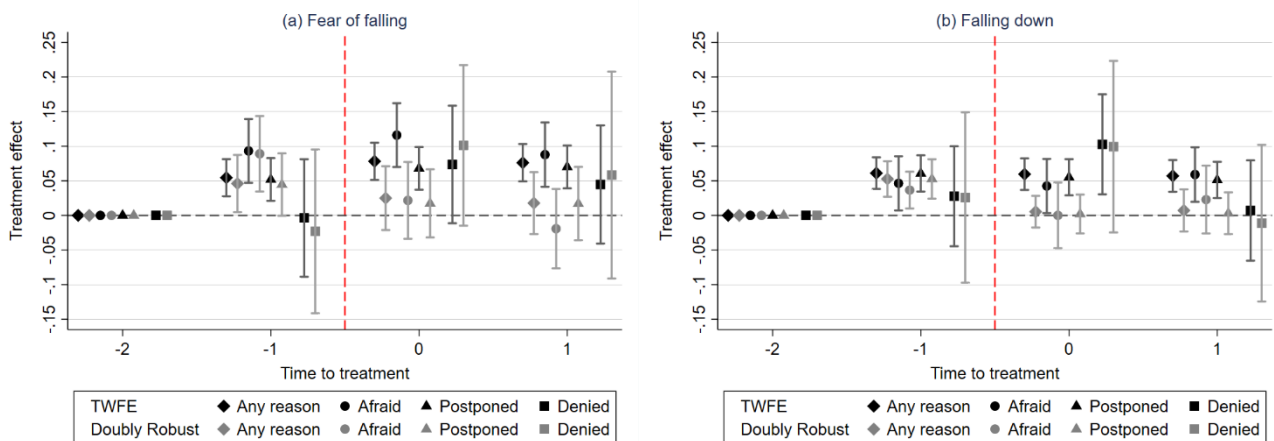 (a) Fear of falling
Treatment effect
.25
.2
.15
.1
.05
0
-.05
-.1
-.15
-2
-1
0
1
Time to treatment
TWFE Any reason Afraid Postponed Denied
Doubly Robust Any reason Afraid Postponed Denied
(b) Falling down
Treatment effect
.25
.2
.15
.1
.05
0
-.05
-.1
-.15
-2
-1
0
1
Time to treatment
TWFE Any reason Afraid Postponed Denied
Doubly Robust Any reason Afraid Postponed Denied